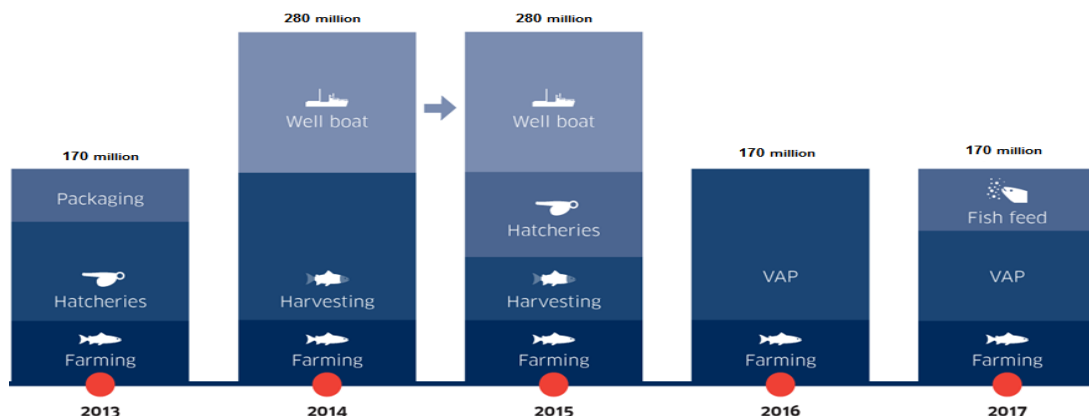 280 million
280 million
Well boat
Well boat
170 million
170 million
170 million
Packaging
Fish feed
Hatcheries
VAP
VAP
Hatcheries
Harvesting
Harvesting
Farming
Farming
Farming
Farming
Farming
2013
2014
2015
2016
2017